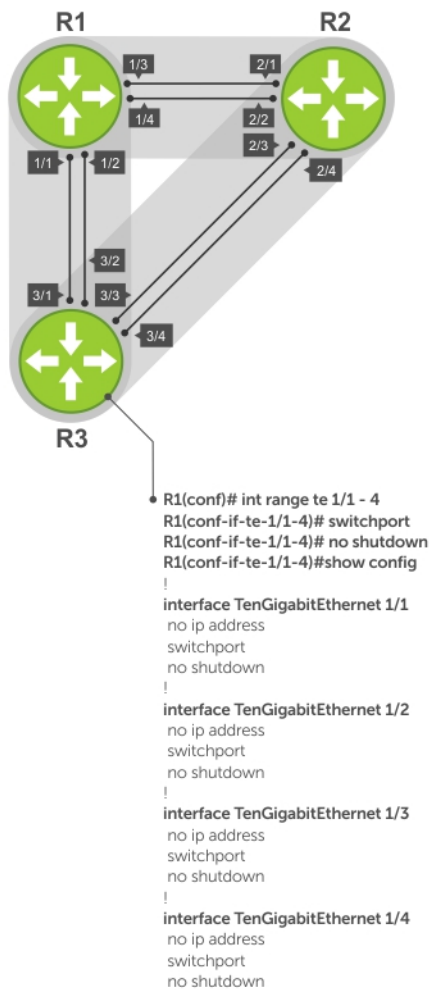 R1
R2
1/3
2/1
1/4
2/2
2/3
1/1
1/2
2/4
3/2
3/1
3/3
3/4
R3
R1(conf)# int range te 1/1 - 4
R1(conf-if-te-1/1-4)# switchport
R1(conf-if-te-1/1-4)# no shutdown
R1(conf-if-te-1/1-4)#show config
!
interface TenGigabitEthernet 1/1
no ip address
switchport
no shutdown
!
interface TenGigabitEthernet 1/2
no ip address
switchport
no shutdown
!
interface TenGigabitEthernet 1/3
no ip address
switchport
no shutdown
!
interface TenGigabitEthernet 1/4
no ip address
switchport
no shutdown